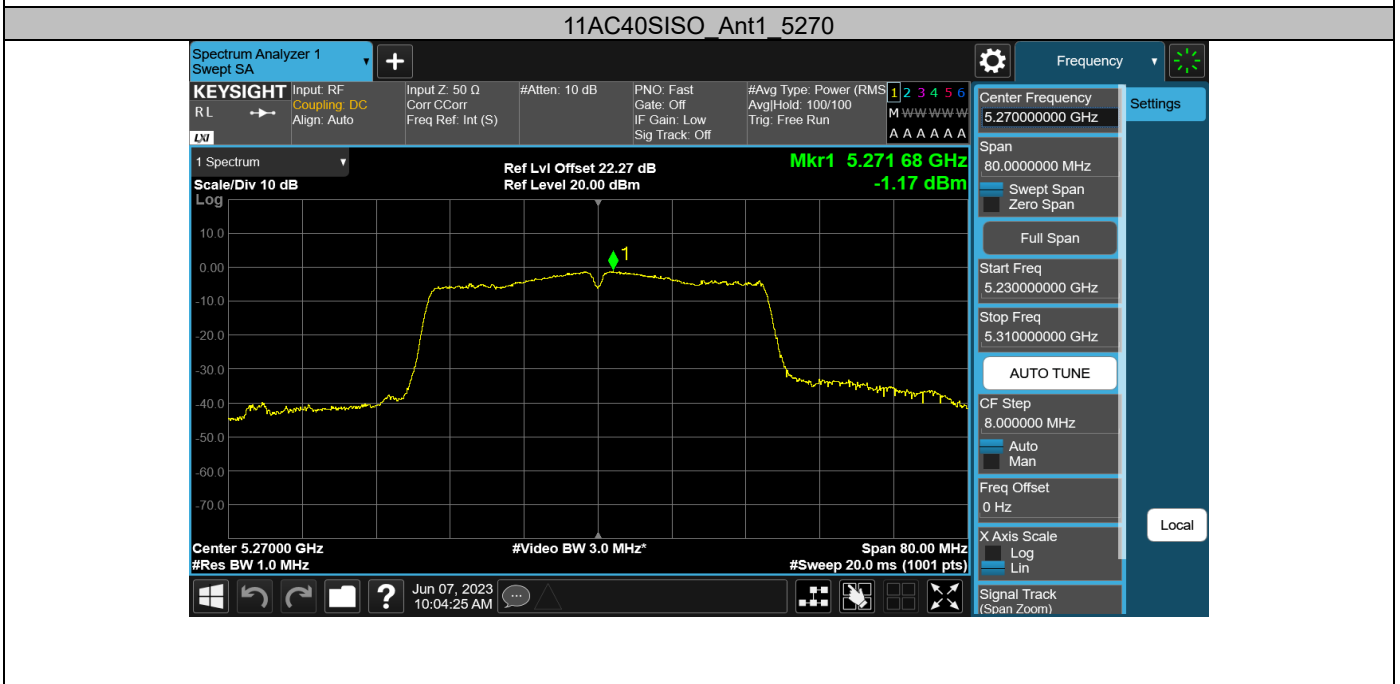 11AC40SISO_Ant1_5270
Spectrum Analyzer 1
Swept SA
+
Frequency
KEYSIGHT
R L
LXI
Input: RF
Coupling: DC
Align: Auto
Input Z: 50 Ω
Corr CCorr
Freq Ref: Int (S)
#Atten: 10 dB
PNO: Fast
Gate: Off
IF Gain: Low
Sig Track: Off
#Avg Type: Power (RMS
Avg|Hold: 100/100
Trig: Free Run
1 2 3 4 5 6
M W W W W W
A A A A A A
1 Spectrum
Scale/Div 10 dB
Ref Lvl Offset 22.27 dB
Ref Level 20.00 dBm
Mkr1 5.271 68 GHz
-1.17 dBm
Log
10.0
0.00
-10.0
-20.0
-30.0
-40.0
-50.0
-60.0
-70.0
1
Center 5.27000 GHz
#Res BW 1.0 MHz
#Video BW 3.0 MHz*
Span 80.00 MHz
#Sweep 20.0 ms (1001 pts)
?
Jun 07, 2023
10:04:25 AM
Center Frequency
5.270000000 GHz
Span
80.0000000 MHz
Swept Span
Zero Span
Full Span
Start Freq
5.230000000 GHz
Stop Freq
5.310000000 GHz
AUTO TUNE
CF Step
8.000000 MHz
Auto
Man
Freq Offset
0 Hz
X Axis Scale
Log
Lin
Signal Track
(Span Zoom)
Settings
Local